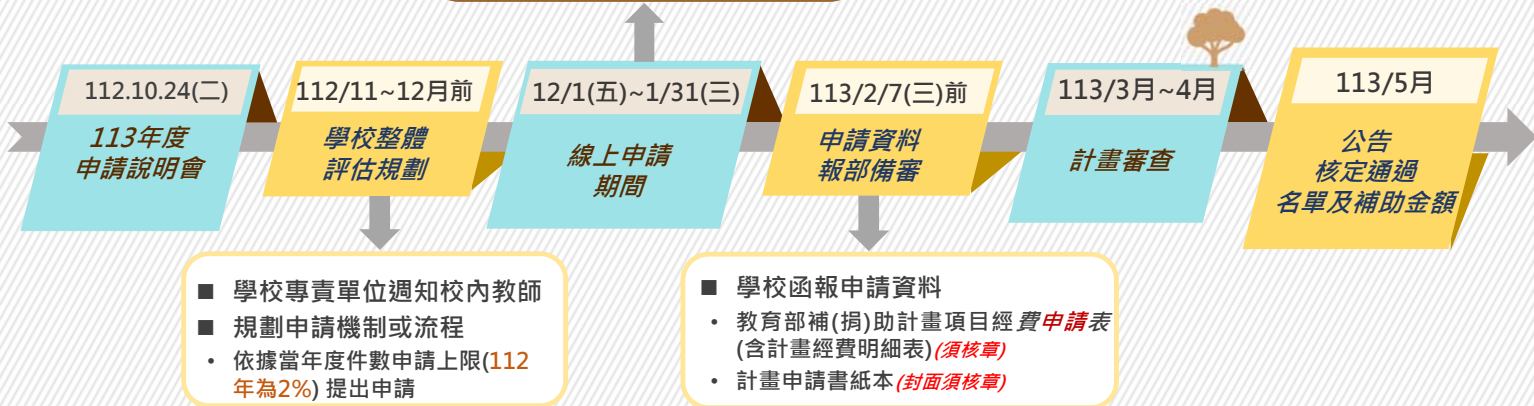 112.10.24(二)
113年度
申請說明會
112/11~12月前
學校整體
評估規劃
12/1(五)~1/31(三)
線上申請
期間
113/2/7(三)前
申請資料
報部備審
113/3月~4月
計畫審查
113/5月
公告
核定通過
名單及補助金額
■ 學校專責單位週知校內教師
■ 規劃申請機制或流程
• 依據當年度件數申請上限(112
年為2%) 提出申請
■ 學校函報申請資料
• 教育部補(捐)助計畫項目經費申請表
(含計畫經費明細表)(須核章)
• 計畫申請書紙本(封面須核章)